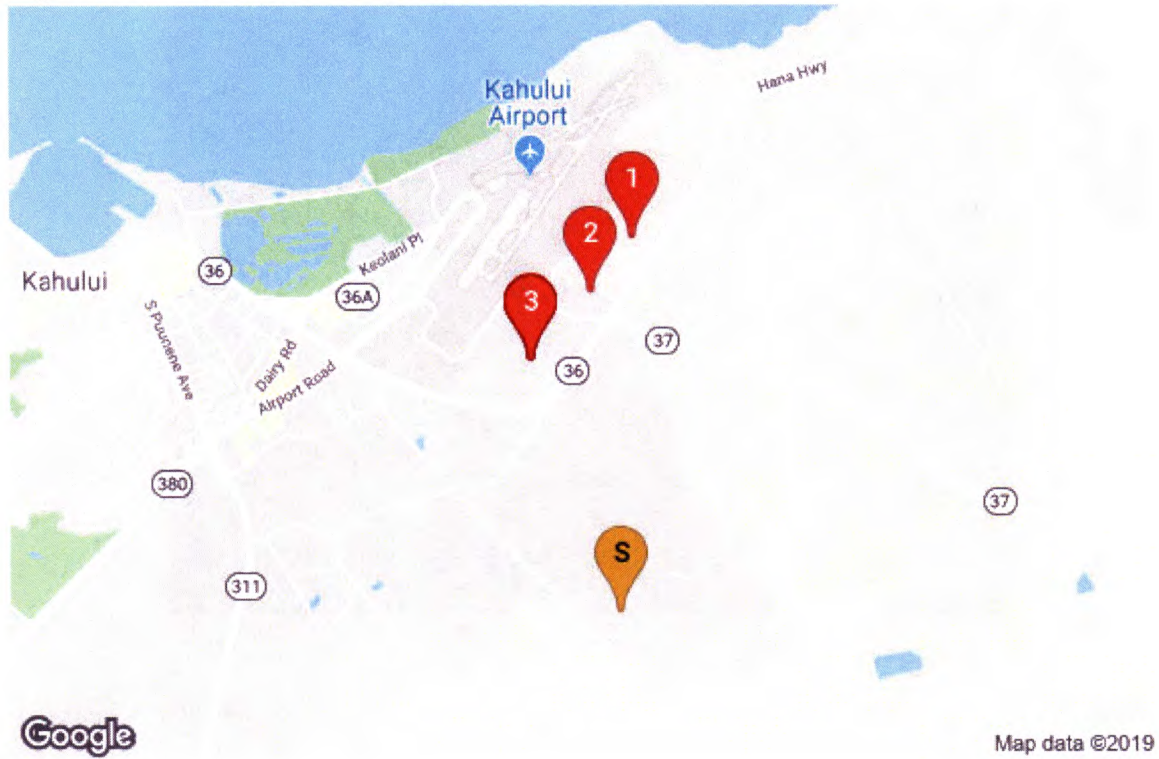 Hana Hwy
Kahului
Airport
1
2
Keolani Pl
36
Kahului
36A
3
S Puunene Ave
37
Dairy Rd
36
Airport Road
380
37
S
311
Google
Map data ©2019